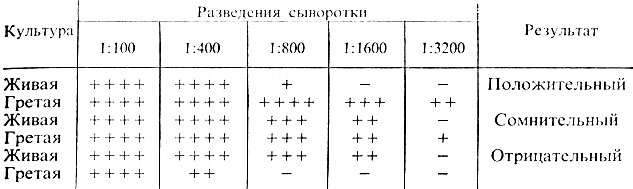 Культура Разведения сыворотки Результат
1:100 1:400 1:800 1:1600 1:3200
Живая ++++ ++++ + – – Положительный
Гретая ++++ ++++ ++++ +++ ++
Живая ++++ ++++ +++ ++ – Сомнительный
Гретая ++++ ++++ +++ ++ +
Живая ++++ ++++ +++ ++ – Отрицательный
Гретая ++++ ++ – – –